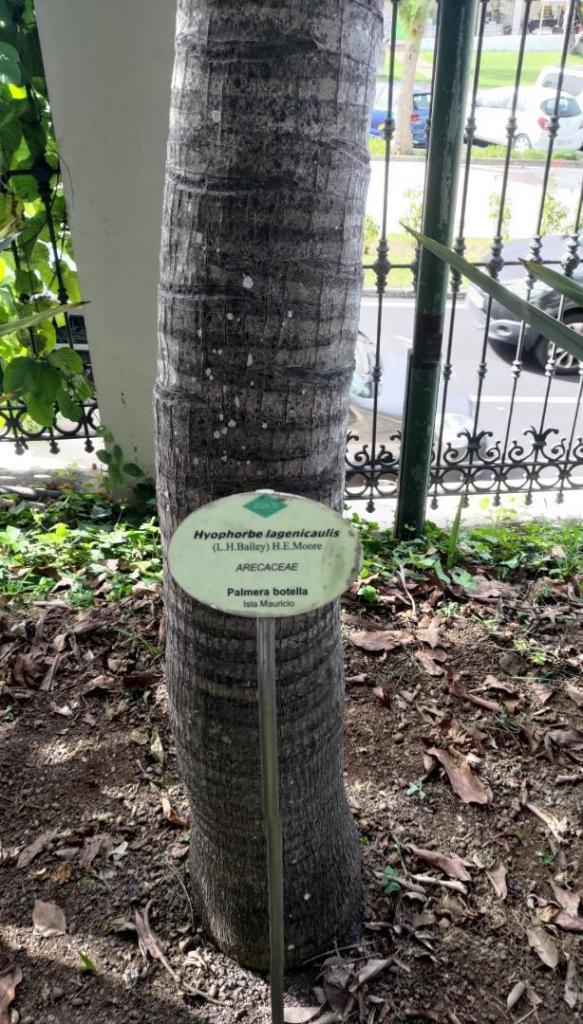 Hyophorbe lagenicaulis
(L.H.Bailey) H.E.Moore
ARECACEAE
Palmera botella
Isla Mauricio